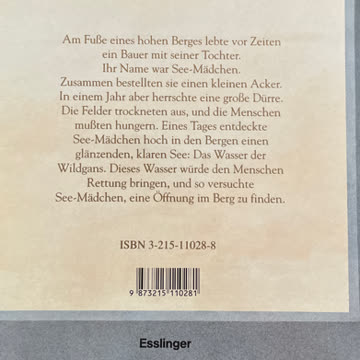 Am Fuße eines hohen Berges lebte vor Zeiten
ein Bauer mit seiner Tochter.
Ihr Name war See-Mädchen.
Zusammen bestellten sie einen kleinen Acker.
In einem Jahr aber herrschte eine große Dürre.
Die Felder trockneten aus, und die Menschen
mußten hungern. Eines Tages entdeckte
See-Mädchen hoch in den Bergen einen
glänzenden, klaren See: Das Wasser der
Wildgans. Dieses Wasser würde den Menschen
Rettung bringen, und so versuchte
See-Mädchen, eine Öffnung im Berg zu finden.
ISBN 3-215-11028-8
9 873215 110281
Esslinger